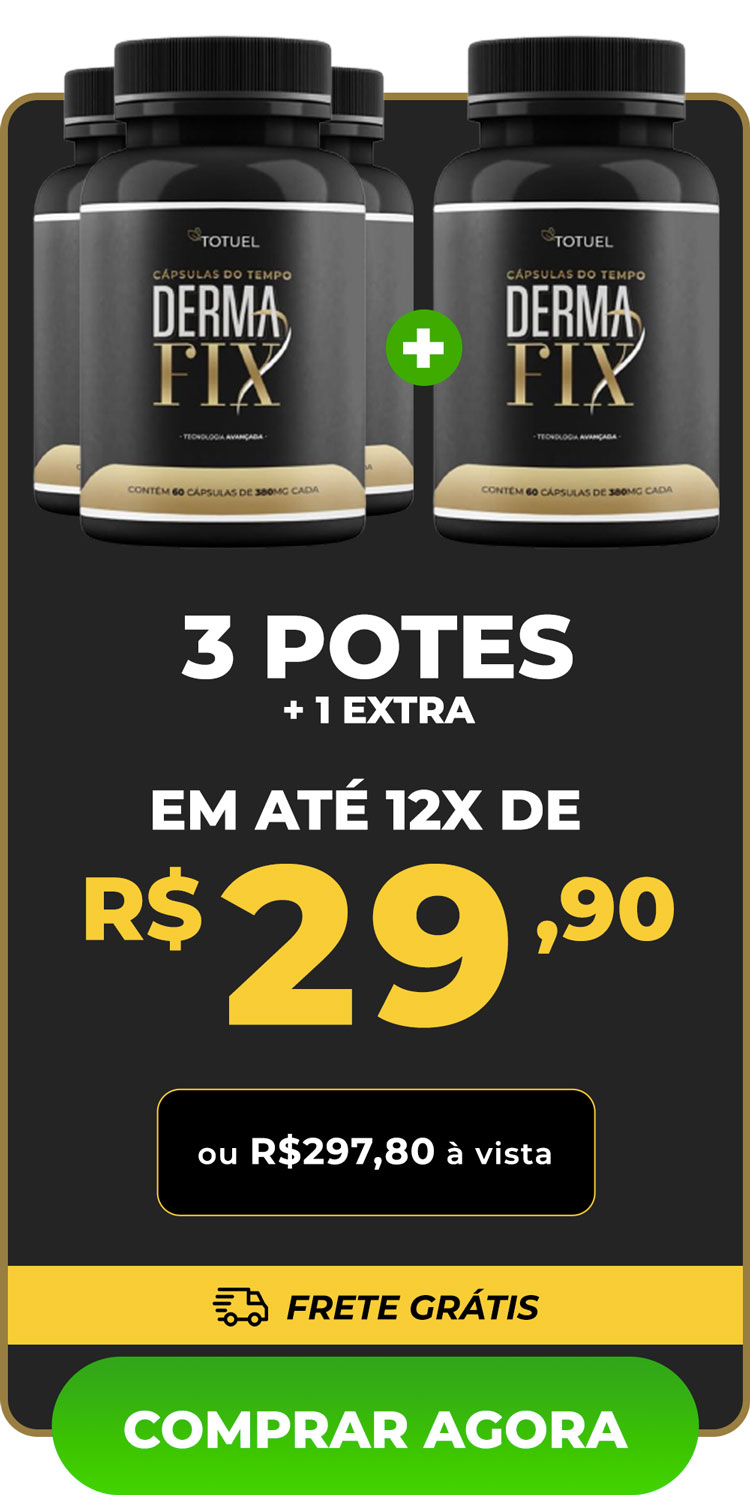 TOTUEL
CÁPSULAS DO TEMPO
DERMA
FIX
- TECNOLOGIA AVANÇADA -
CONTÉM 60 CÁPSULAS DE 380MG CADA
TOTUEL
CÁPSULAS DO TEMPO
DERMA
FIX
- TECNOLOGIA AVANÇADA -
CONTÉM 60 CÁPSULAS DE 380MG CADA
3 POTES
+ 1 EXTRA
EM ATÉ 12X DE
R$29,90
ou R$297,80 à vista
FRETE GRÁTIS
COMPRAR AGORA